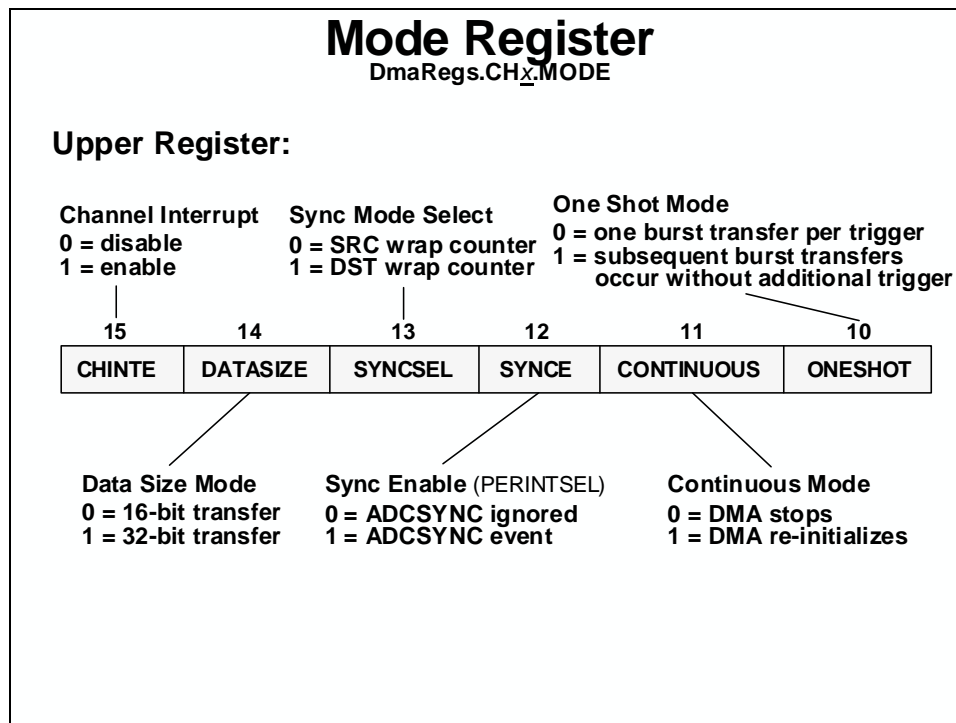 Mode Register
DmaRegs.CHx.MODE
Upper Register:
Channel Interrupt
0 = disable
1 = enable
Sync Mode Select
0 = SRC wrap counter
1 = DST wrap counter
One Shot Mode
0 = one burst transfer per trigger
1 = subsequent burst transfers
occur without additional trigger
15 14 13 12 11 10
CHINTE DATASIZE SYNCSEL SYNCE CONTINUOUS ONESHOT
Data Size Mode
0 = 16-bit transfer
1 = 32-bit transfer
Sync Enable (PERINTSEL)
0 = ADCSYNC ignored
1 = ADCSYNC event
Continuous Mode
0 = DMA stops
1 = DMA re-initializes